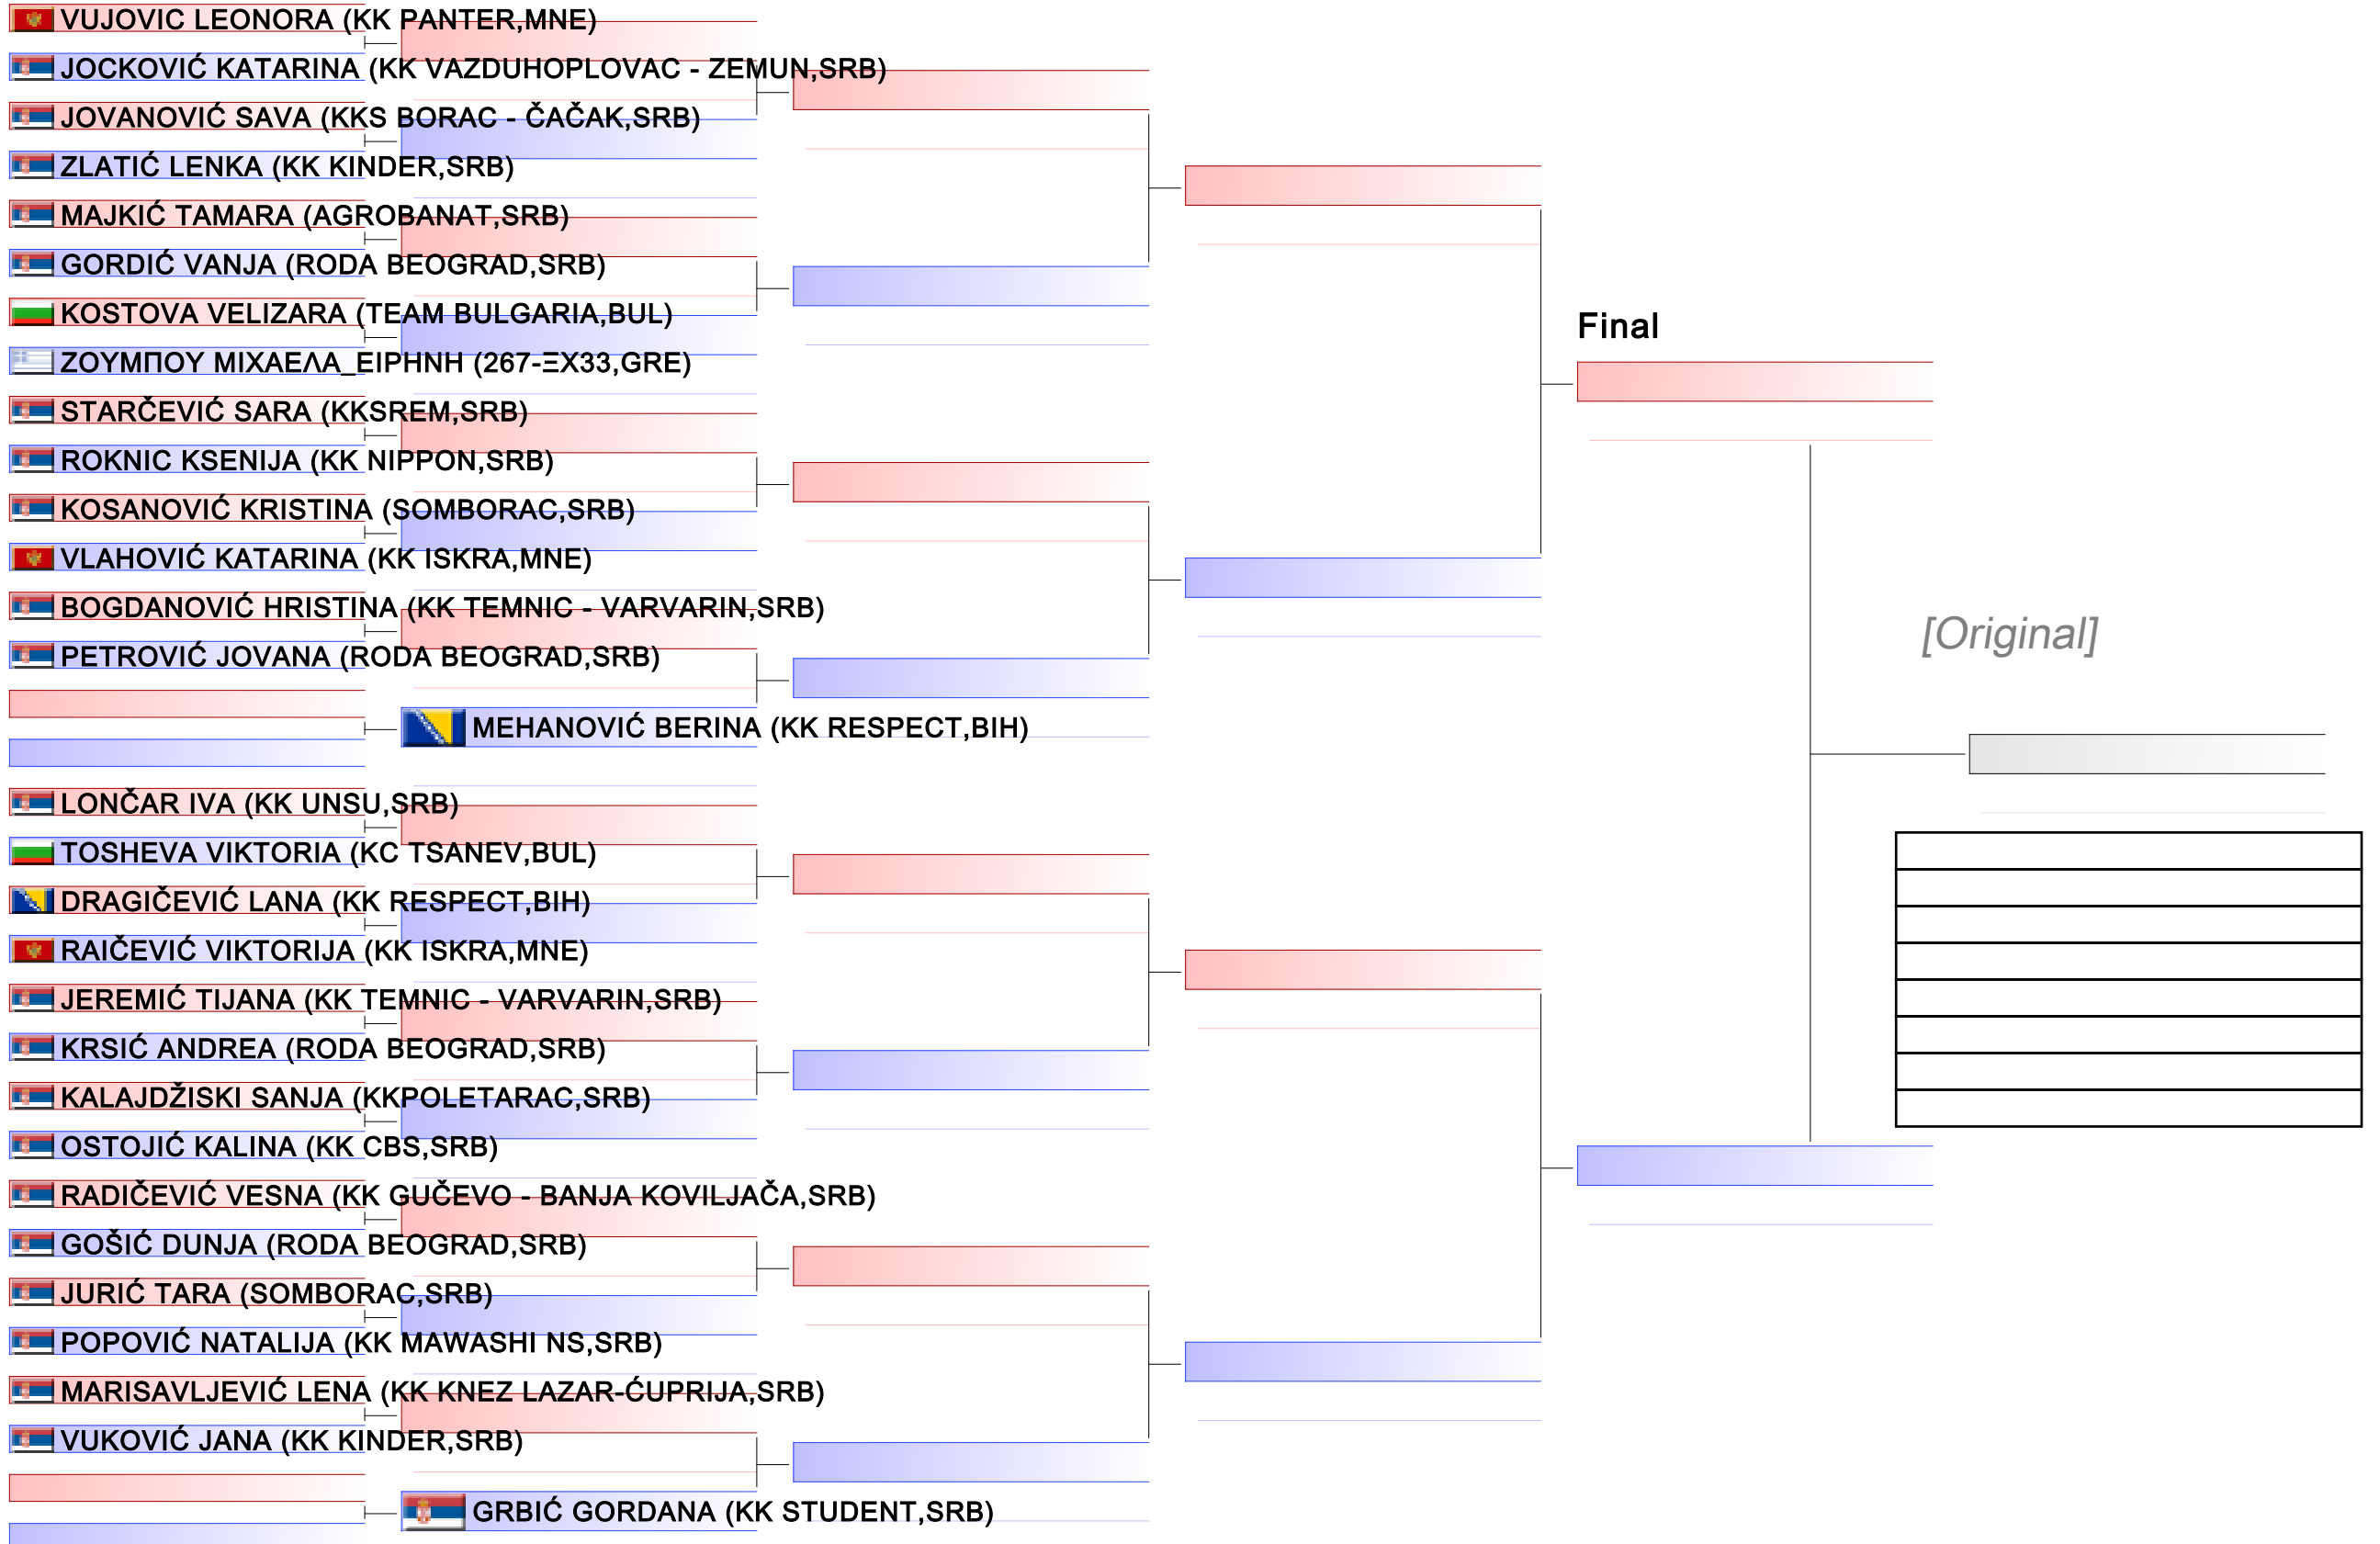 VUJOVIC LEONORA (KK PANTER,MNE)
JOCKOVIĆ KATARINA (KK VAZDUHOPLOVAC - ZEMUN,SRB)
JOVANOVIĆ SAVA (KKS BORAC - ČAČAK,SRB)
ZLATIĆ LENKA (KK KINDER,SRB)
MAJKIĆ TAMARA (AGROBANAT,SRB)
GORDIĆ VANJA (RODA BEOGRAD,SRB)
KOSTOVA VELIZARA (TEAM BULGARIA,BUL)
Final
ΖΟΥΜΠΟΥ ΜΙΧΑΕΛΑ_ΕΙΡΗΝΗ (267-ΞΧ33,GRE)
STARČEVIĆ SARA (KKSREM,SRB)
ROKNIC KSENIJA (KK NIPPON,SRB)
KOSANOVIĆ KRISTINA (SOMBORAC,SRB)
VLAHOVIĆ KATARINA (KK ISKRA,MNE)
BOGDANOVIĆ HRISTINA (KK TEMNIC - VARVARIN,SRB)
[Original]
PETROVIĆ JOVANA (RODA BEOGRAD,SRB)
MEHANOVIĆ BERINA (KK RESPECT,BIH)
LONČAR IVA (KK UNSU,SRB)
TOSHEVA VIKTORIA (KC TSANEV,BUL)
DRAGIČEVIĆ LANA (KK RESPECT,BIH)
RAIČEVIĆ VIKTORIJA (KK ISKRA,MNE)
JEREMIĆ TIJANA (KK TEMNIC - VARVARIN,SRB)
KRSIĆ ANDREA (RODA BEOGRAD,SRB)
KALAJDŽISKI SANJA (KKPOLETARAC,SRB)
OSTOJIĆ KALINA (KK CBS,SRB)
RADIČEVIĆ VESNA (KK GUČEVO - BANJA KOVILJAČA,SRB)
GOŠIĆ DUNJA (RODA BEOGRAD,SRB)
JURIĆ TARA (SOMBORAC,SRB)
POPOVIĆ NATALIJA (KK MAWASHI NS,SRB)
MARISAVLJEVIĆ LENA (KK KNEZ LAZAR-ĆUPRIJA,SRB)
VUKOVIĆ JANA (KK KINDER,SRB)
GRBIĆ GORDANA (KK STUDENT,SRB)